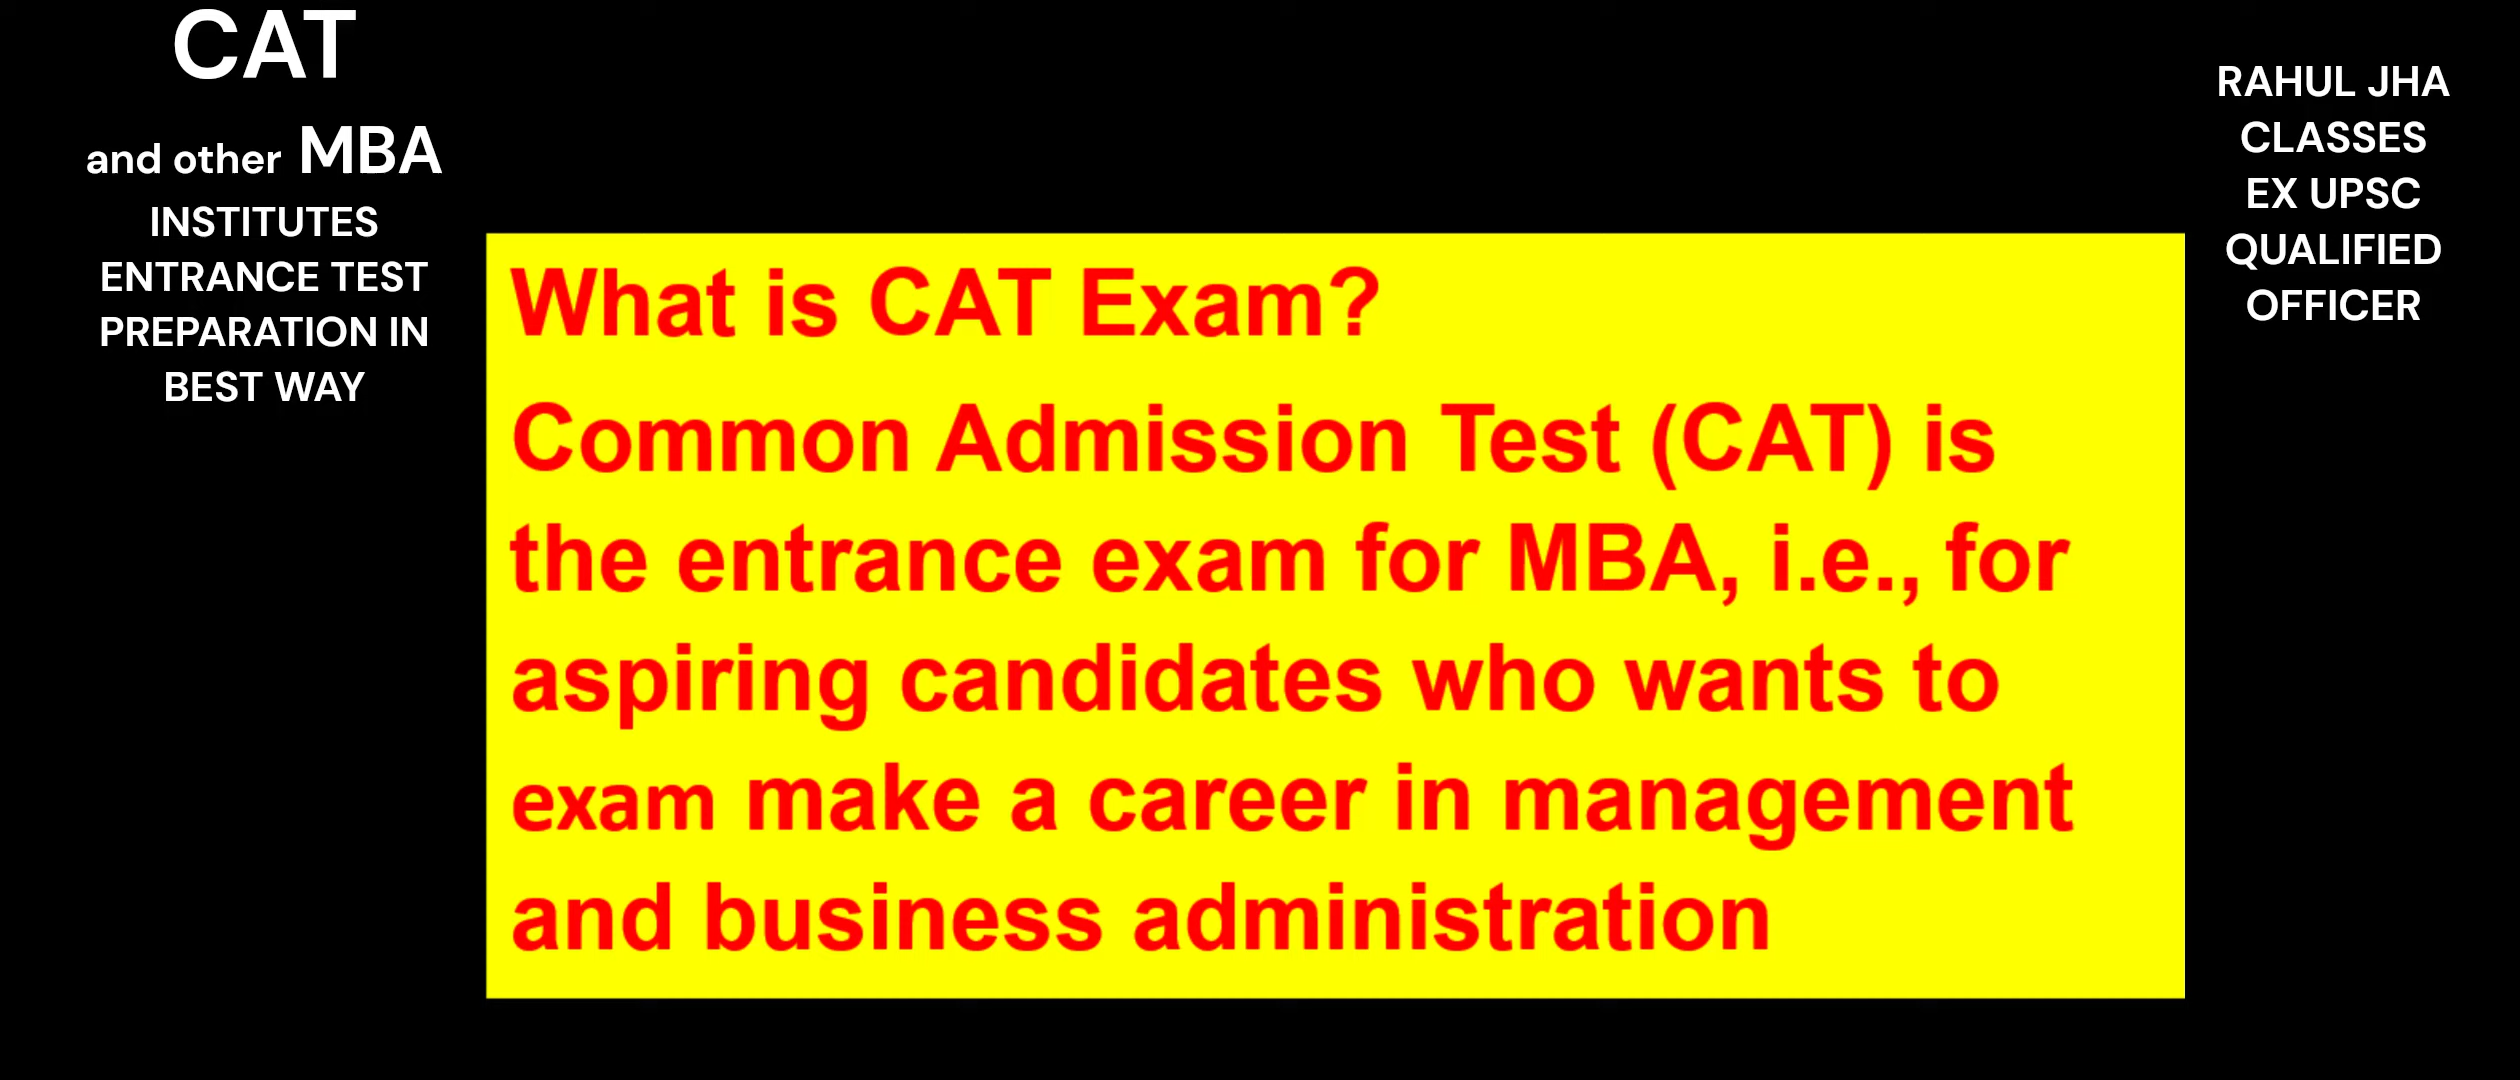 CAT
and other MBA
INSTITUTES
ENTRANCE TEST
PREPARATION IN
BEST WAY
What is CAT Exam?
Common Admission Test (CAT) is
the entrance exam for MBA, i.e., for
aspiring candidates who wants to
exam make a career in management
and business administration
RAHUL JHA
CLASSES
EX UPSC
QUALIFIED
OFFICER